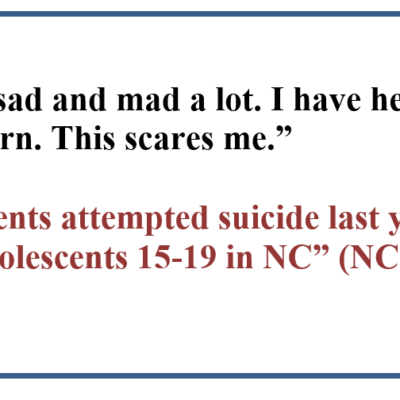 sad and mad a lot. I have he
rn. This scares me.”
ents attempted suicide last y
olescents 15-19 in NC” (NC